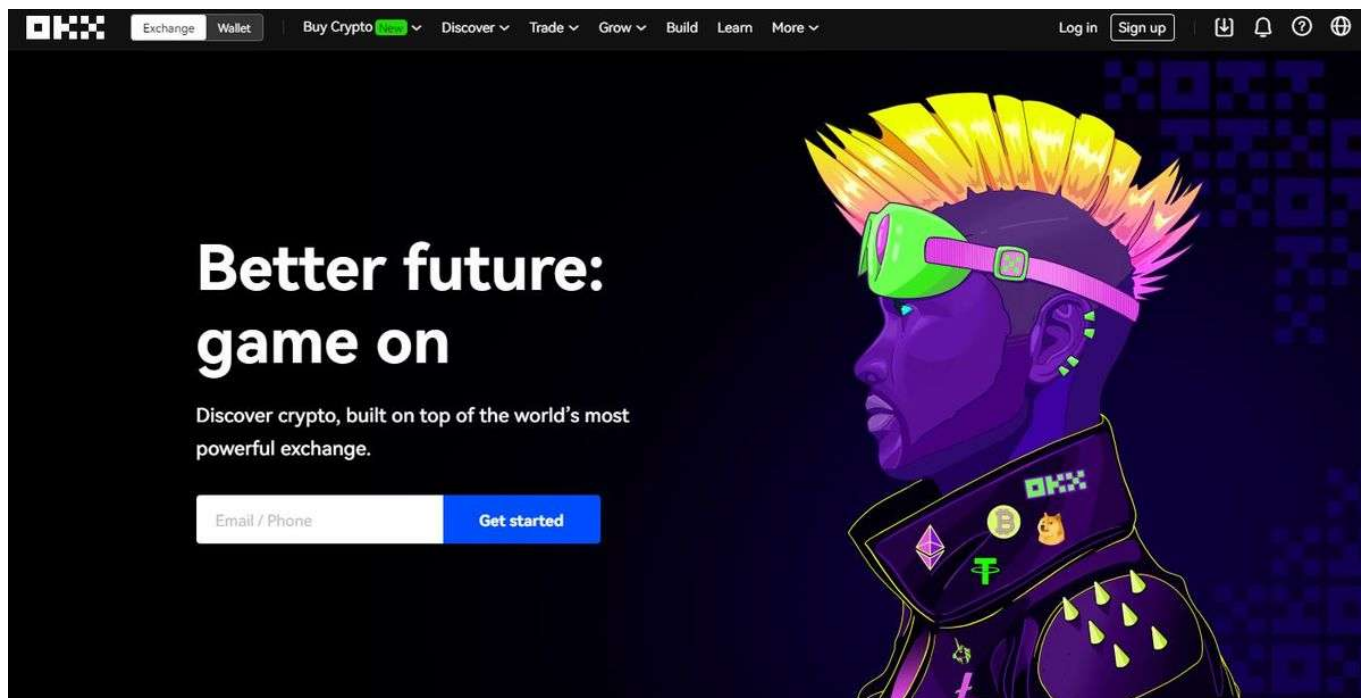 OKX Exchange Wallet Buy Crypto New Discover Trade Grow Build Learn More Log in Sign up
Better future:
game on
Discover crypto, built on top of the world’s most
powerful exchange.
Email / Phone Get started
OKX